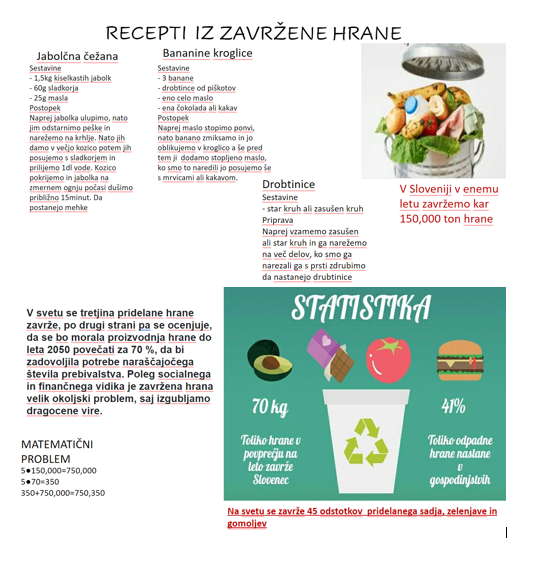 RECEPTI IZ ZAVRŽENE HRANE
Jabolčna čežana
Sestavine
- 1,5kg kiselkastih jabolk
- 60g sladkorja
- 25g masla
Postopek
Naprej jabolka ulupimo, nato
jim odstarnimo peške in
narežemo na krhlje. Nato jih
damo v večjo kozico potem jih
posujemo s sladkorjem in
prilijemo 1dl vode. Kozico
pokrijemo in jabolka na
zmernem ognju počasi dušimo
približno 15minut. Da
postanejo mehke
Bananine kroglice
Sestavine
- 3 banane
- drobtince od piškotov
- eno celo maslo
- ena čokolada ali kakav
Postopek
Naprej maslo stopimo ponvi,
nato banano zmiksamo in jo
oblikujemo v kroglico a še pred
tem ji dodamo stopljeno maslo,
ko smo to naredili jo posujemo še
s mrvicami ali kakavom.
Drobtinice
Sestavine
- star kruh ali zasušen kruh
Priprava
Naprej vzamemo zasušen
ali star kruh in ga narežemo
na več delov, ko smo ga
narezali ga s prsti zdrubimo
da nastanejo drubtinice
V Sloveniji v enemu
letu zavržemo kar
150,000 ton hrane
V svetu se tretjina pridelane hrane
zavrže, po drugi strani pa se ocenjuje,
da se bo morala proizvodnja hrane do
leta 2050 povečati za 70 %, da bi
zadovoljila potrebe naraščajočega
števila prebivalstva. Poleg socialnega
in finančnega vidika je zavržena hrana
velik okoljski problem, saj izgubljamo
dragocene vire.
MATEMATIČNI
PROBLEM
5●150,000=750,000
5●70=350
350+750,000=750,350
STATISTIKA
70 kg
Toliko hrane v
povprečju na
leto zavrže
Slovenec
41%
Toliko odpadne
hrane nastane
v
gospodinjstvih
Na svetu se zavrže 45 odstotkov pridelanega sadja, zelenjave in
gomoljev